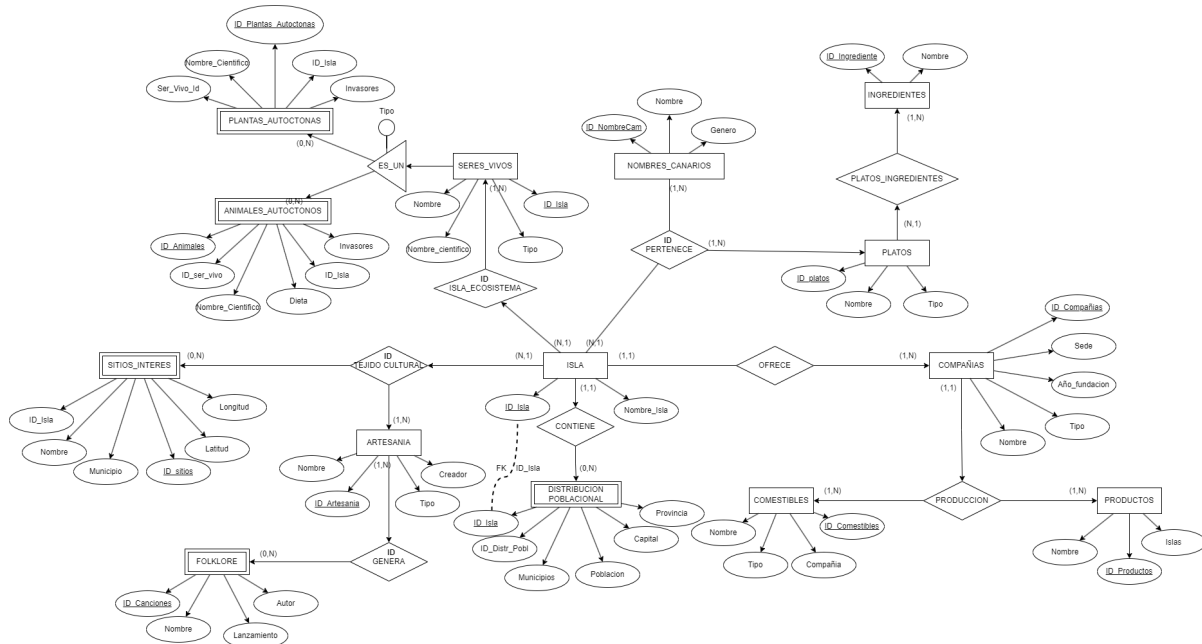 ID_Plantas_Autoctonas
Nombre_Cientifico
ID_Isla
Ser_Vivo_Id
Invasores
PLANTAS_AUTOCTONAS
(0,N)
Tipo
ES_UN
SERES_VIVOS
(1,N)
Nombre
ID_Isla
Nombre_cientifico
Tipo
(0,N)
ANIMALES_AUTOCTONOS
ID_Animales
Invasores
ID_ser_vivo
ID_Isla
Nombre_Cientifico
Dieta
ID
ISLA_ECOSISTEMA
(N,1)
Nombre
ID_NombreCam
Genero
NOMBRES_CANARIOS
(1,N)
ID
PERTENECE
(1,N)
(N,1)
ID_Ingrediente
Nombre
INGREDIENTES
(1,N)
PLATOS_INGREDIENTES
(N,1)
PLATOS
ID_platos
Nombre
Tipo
SITIOS_INTERES
(0,N)
ID_Isla
Nombre
Municipio
ID_sitios
Latitud
Longitud
ID
TEJIDO CULTURAL
(N,1)
ISLA
(1,1)
OFRECE
(1,N)
COMPAÑIAS
(1,1)
ID_Compañias
Sede
Año_fundacion
Tipo
Nombre
(1,1)
ID_Isla
Nombre_Isla
CONTIENE
FK
ID_Isla
(0,N)
DISTRIBUCION
POBLACIONAL
ID_Isla
Provincia
ID_Distr_Pobl
Capital
Municipios
Poblacion
(1,N)
ARTESANIA
(1,N)
Nombre
Creador
ID_Artesania
Tipo
ID
GENERA
(0,N)
FOLKLORE
ID_Canciones
Autor
Nombre
Lanzamiento
PRODUCCION
(1,N)
COMESTIBLES
Nombre
ID_Comestibles
Tipo
Compañia
(1,N)
PRODUCTOS
Nombre
Islas
ID_Productos